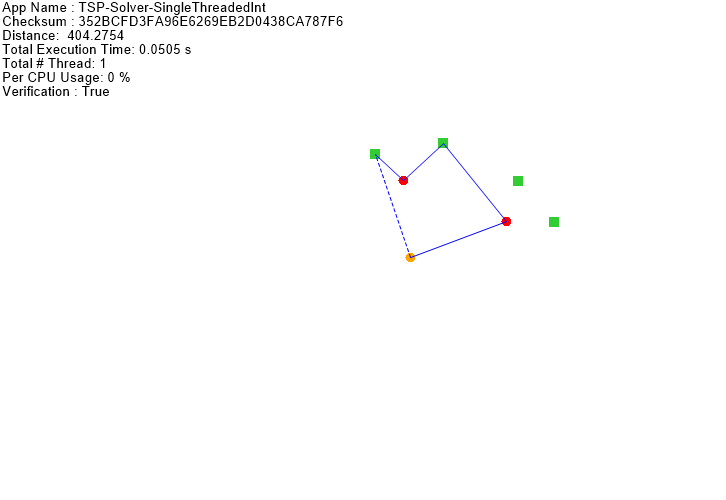 App Name : TSP-Solver-SingleThreadedInt
Checksum : 352BCFD3FA96E6269EB2D0438CA787F6
Distance:  404.2754
Total Execution Time: 0.0505 s
Total # Thread: 1
Per CPU Usage: 0 %
Verification : True